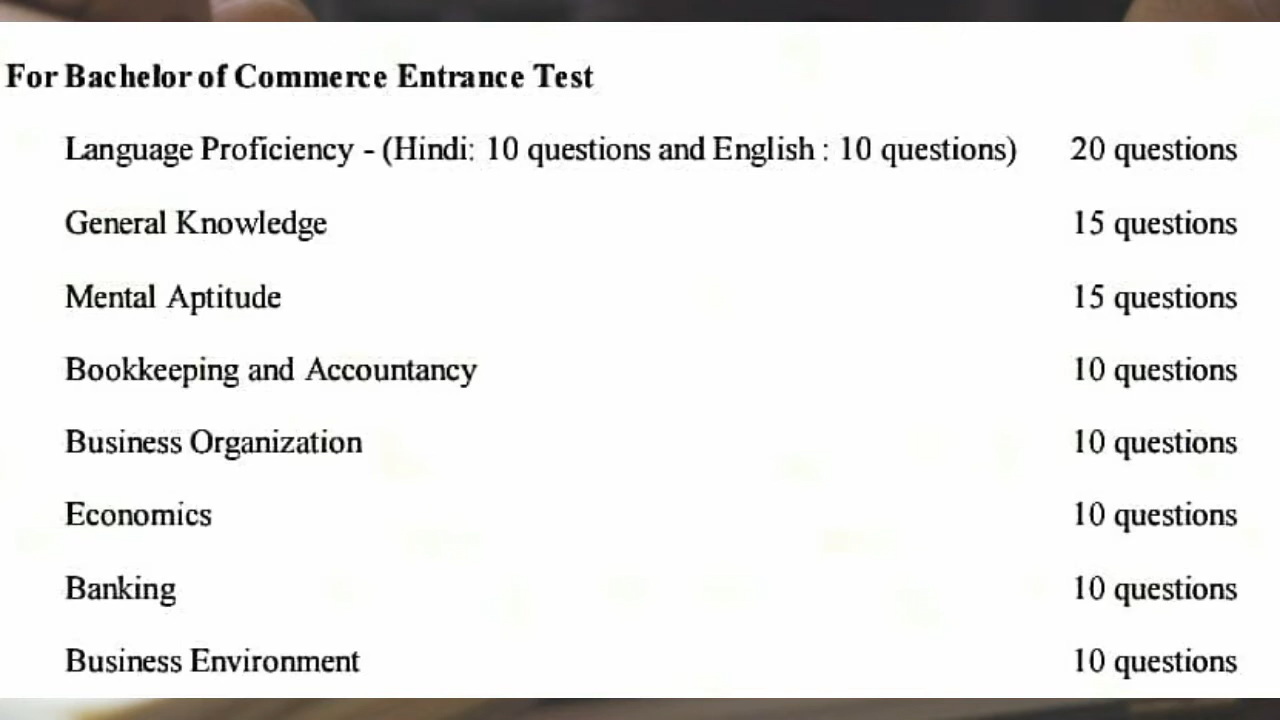 For Bachelor of Commerce Entrance Test
Language Proficiency - (Hindi: 10 questions and English : 10 questions) 20 questions
General Knowledge 15 questions
Mental Aptitude 15 questions
Bookkeeping and Accountancy 10 questions
Business Organization 10 questions
Economics 10 questions
Banking 10 questions
Business Environment 10 questions